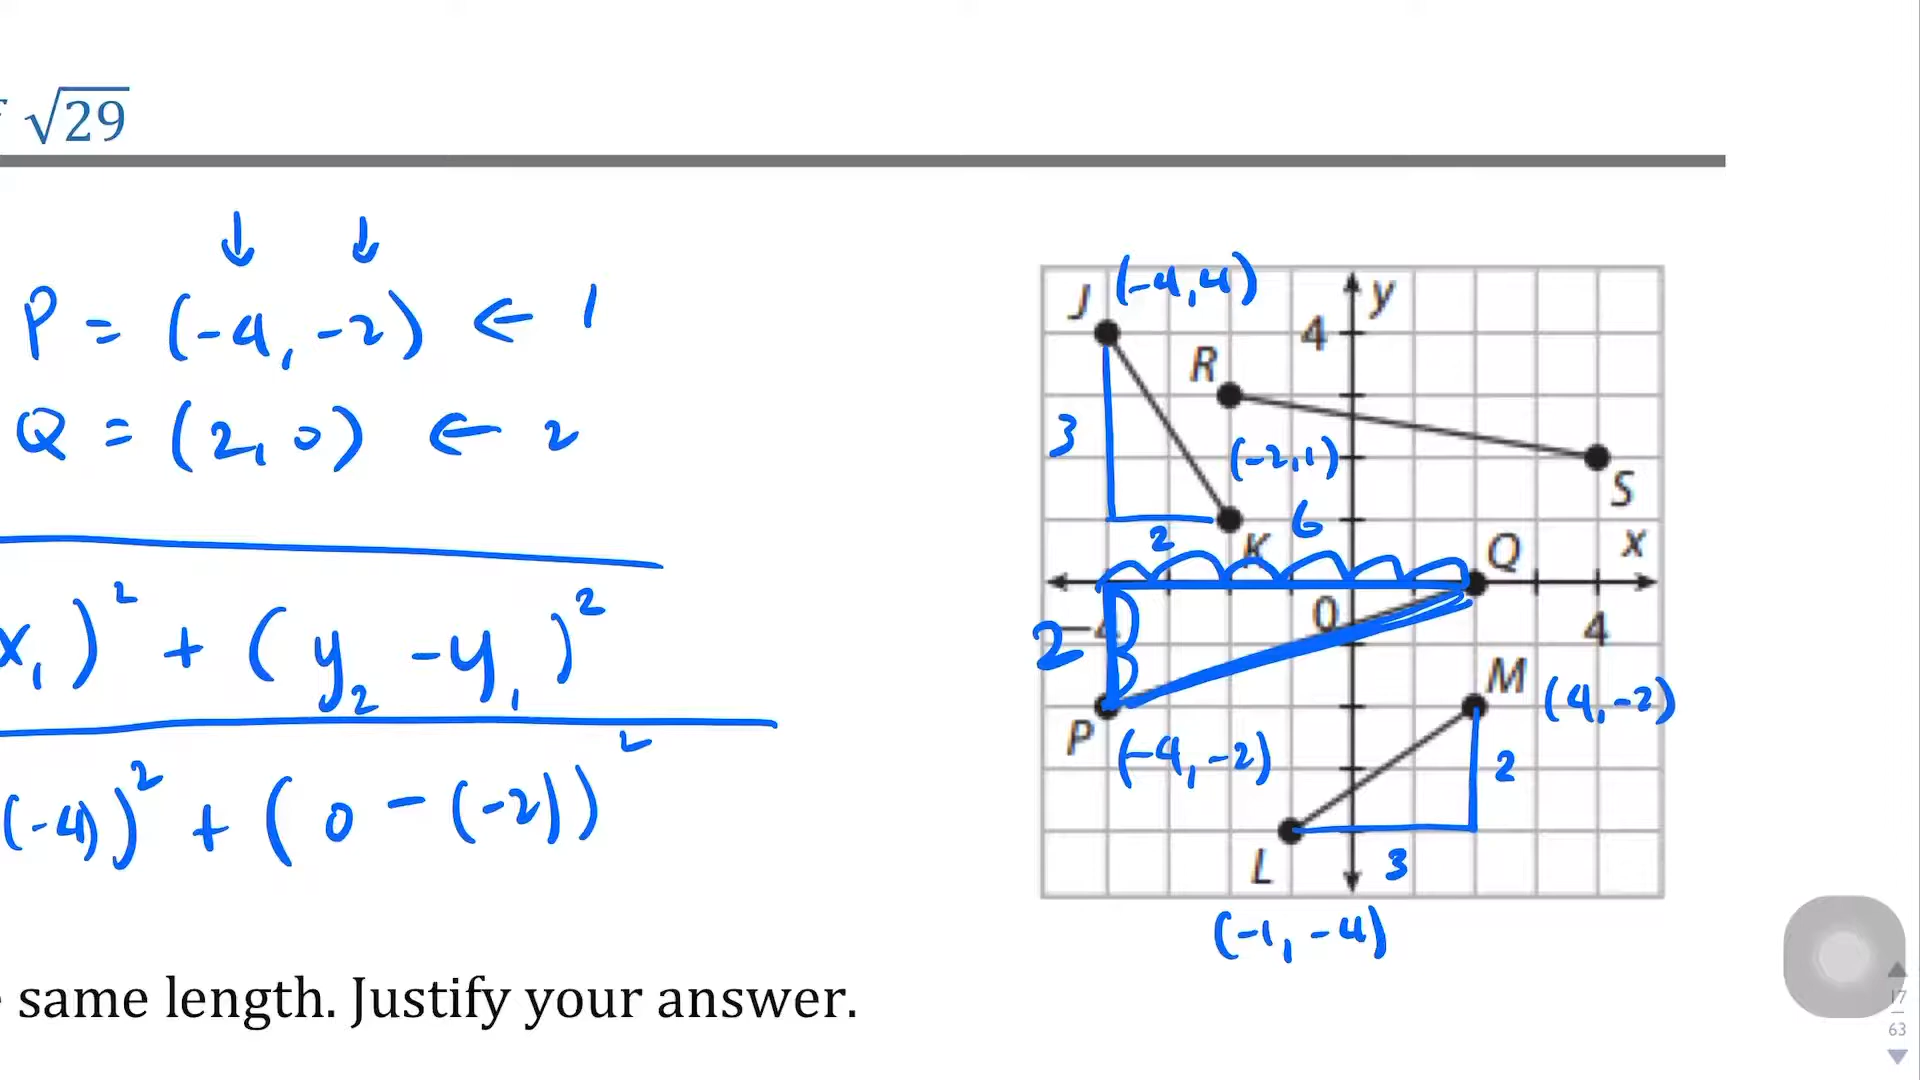 √29
P = (-4, -2) ← 1
Q = (2, 0) ← 2
x₁)² + (y₂ - y₁)²
(-4))² + (0 - (-2))²
same length. Justify your answer.
J (-4, 4)
y
4
R
3
(-2, 1)
S
2
K
6
Q
x
0
-4
4
2
M (4, -2)
P (-4, -2)
2
L
3
(-1, -4)
17
63